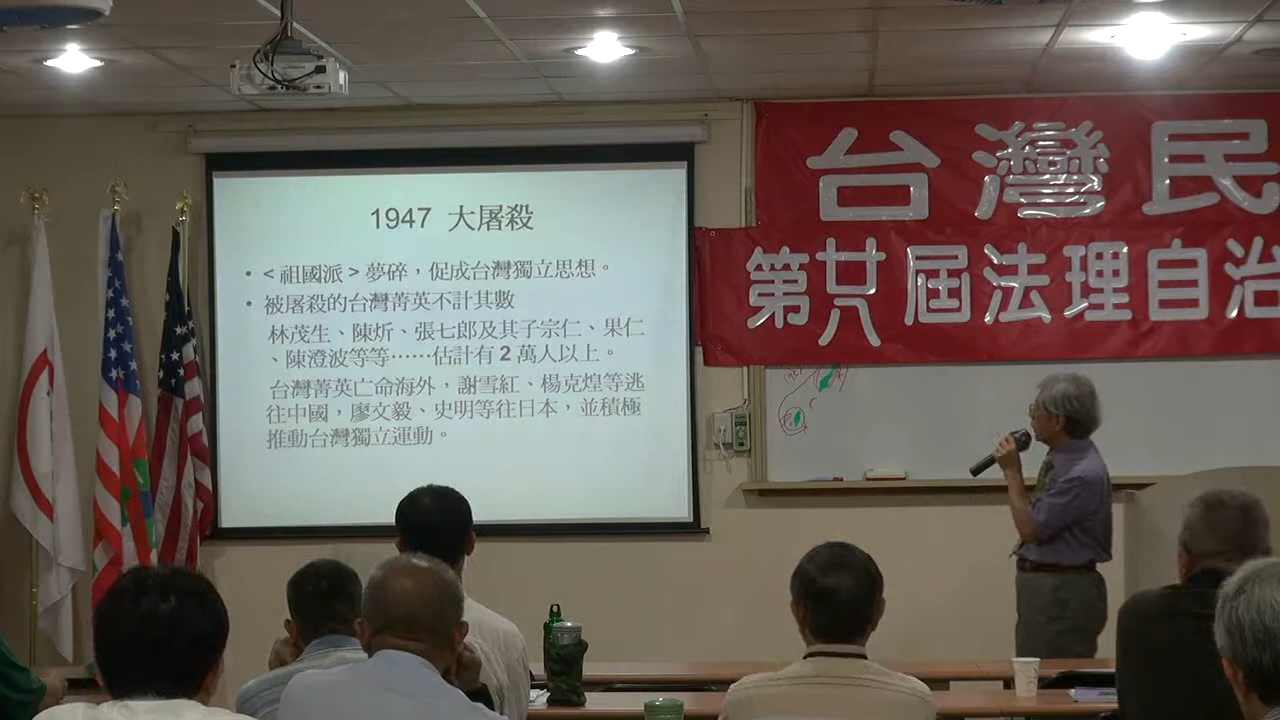 1947 大屠殺
• < 祖國派 > 夢碎，促成台灣獨立思想。
• 被屠殺的台灣菁英不計其數
林茂生、陳炘、張七郎及其子宗仁、果仁
、陳澄波等等……估計有 2 萬人以上。
台灣菁英亡命海外，謝雪紅、楊克煌等逃
往中國，廖文毅、史明等往日本，並積極
推動台灣獨立運動。
台灣民
第廿八屆法理自治